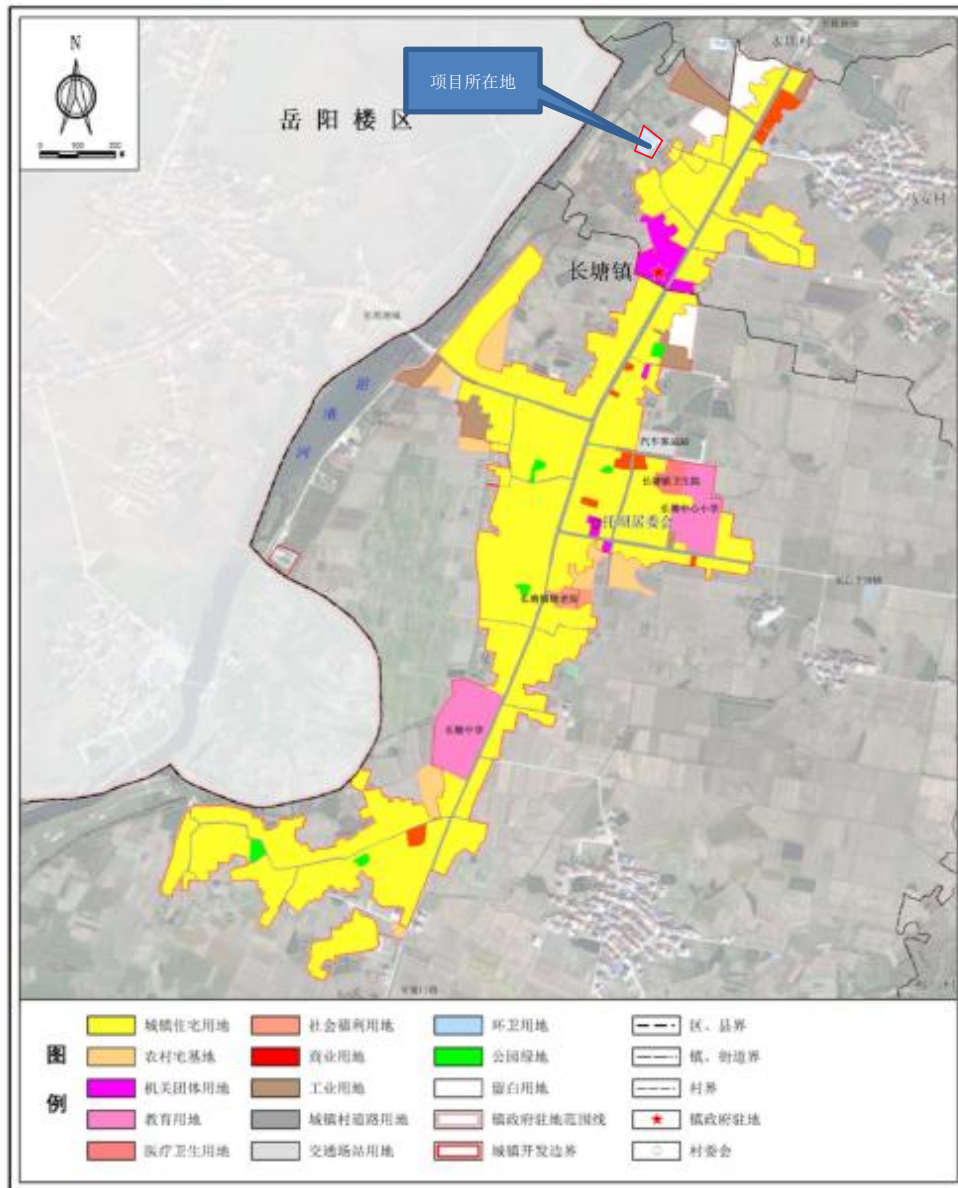 N
项目所在地
岳阳楼区
长塘镇
汽车客运站
长塘镇卫生院
长塘中心小学
托坝居委会
长塘镇敬老院
长塘中学
图例
城镇住宅用地
社会福利用地
环卫用地
区、县界
农村宅基地
商业用地
公园绿地
镇、街道界
机关团体用地
工业用地
留白用地
村界
教育用地
城镇村道路用地
镇政府驻地范围线
镇政府驻地
医疗卫生用地
交通场站用地
城镇开发边界
村委会